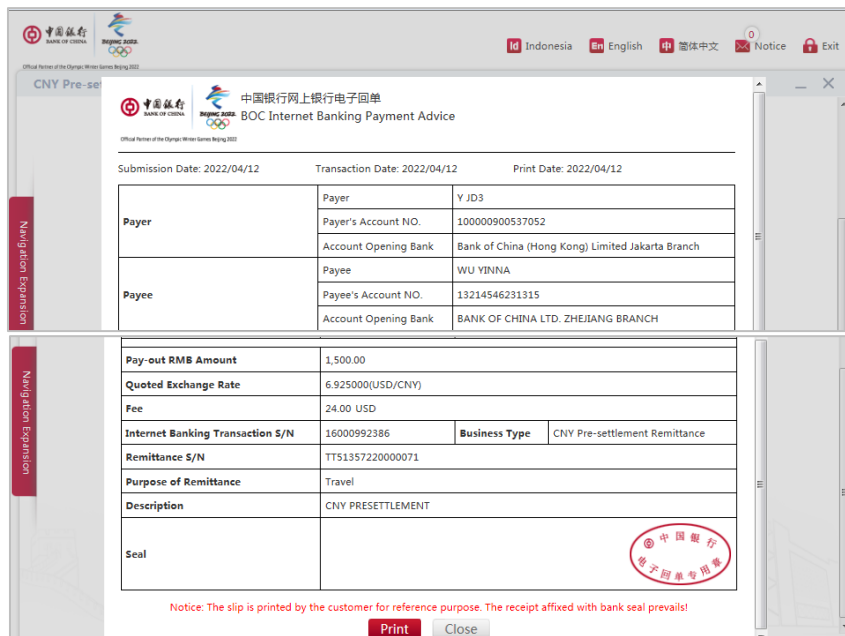 中国银行
BANK OF CHINA
BEIJING 2022
Official Partner of the Olympic Winter Games Beijing 2022
Id Indonesia En English 中 简体中文 0 Notice Exit
CNY Pre-set
中国银行
BANK OF CHINA
BEIJING 2022
Official Partner of the Olympic Winter Games Beijing 2022
中国银行网上银行电子回单
BOC Internet Banking Payment Advice
Submission Date: 2022/04/12 Transaction Date: 2022/04/12 Print Date: 2022/04/12
Payer
Payer Y JD3
Payer's Account NO. 100000900537052
Account Opening Bank Bank of China (Hong Kong) Limited Jakarta Branch
Payee
Payee WU YINNA
Payee's Account NO. 13214546231315
Account Opening Bank BANK OF CHINA LTD. ZHEJIANG BRANCH
Navigation Expansion
Pay-out RMB Amount 1,500.00
Quoted Exchange Rate 6.925000(USD/CNY)
Fee 24.00 USD
Internet Banking Transaction S/N 16000992386 Business Type CNY Pre-settlement Remittance
Remittance S/N TT51357220000071
Purpose of Remittance Travel
Description CNY PRESETTLEMENT
Seal
中国银行
电子回单专用章
Navigation Expansion
Notice: The slip is printed by the customer for reference purpose. The receipt affixed with bank seal prevails!
Print Close